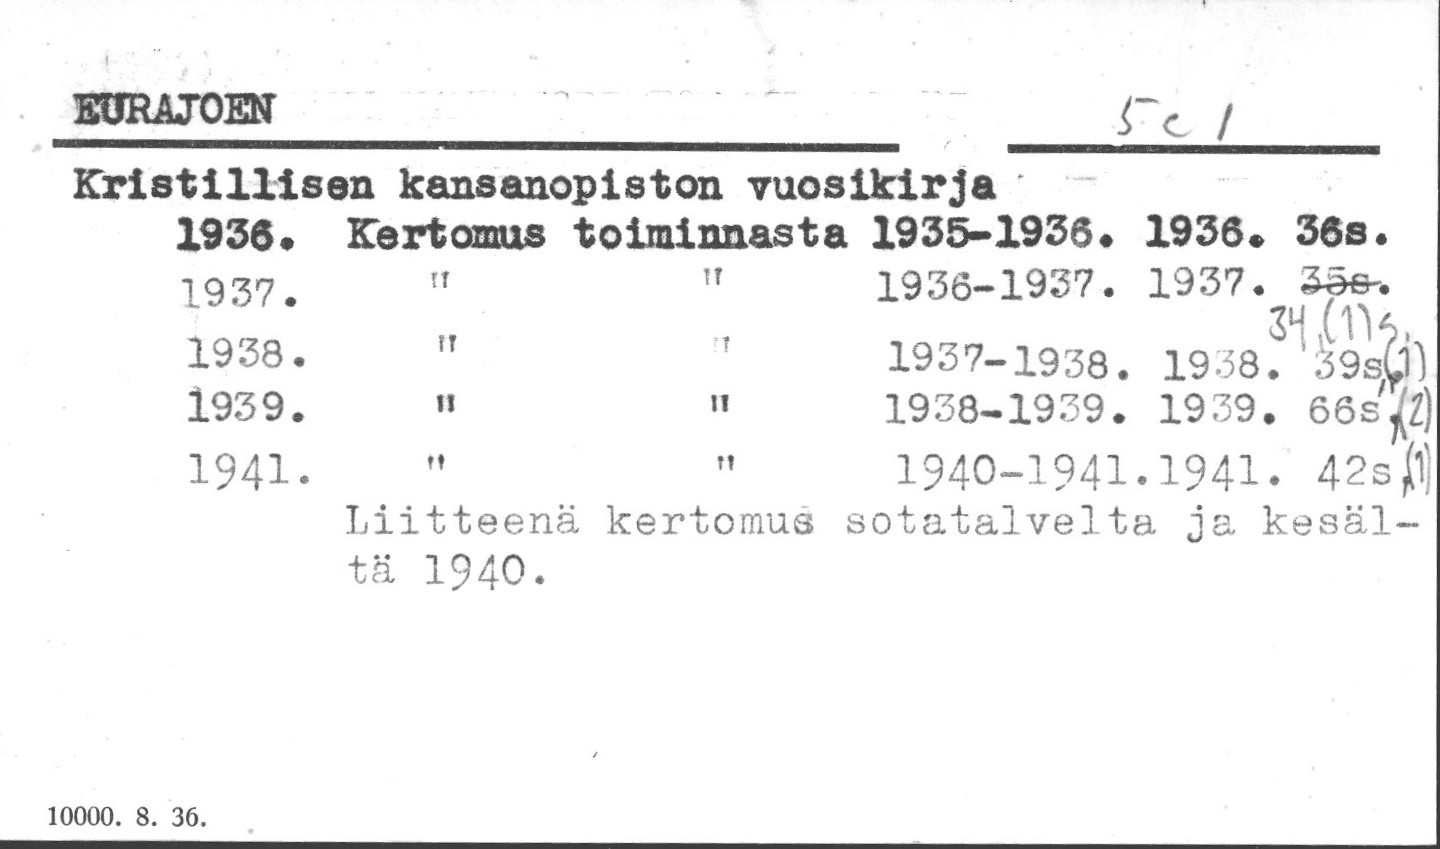 EURAJOEN 5c1
Kristillisen kansanopiston vuosikirja
1936. Kertomus toiminnasta 1935-1936. 1936. 36s.
1937. " " 1936-1937. 1937. 35s.
34,(1)s.
1938. " " 1937-1938. 1938. 39s,(1)
1939. " " 1938-1939. 1939. 66s,(2)
1941. " " 1940-1941.1941. 42s,(1)
Liitteenä kertomus sotatalvelta ja kesäl-
tä 1940.
10000. 8. 36.